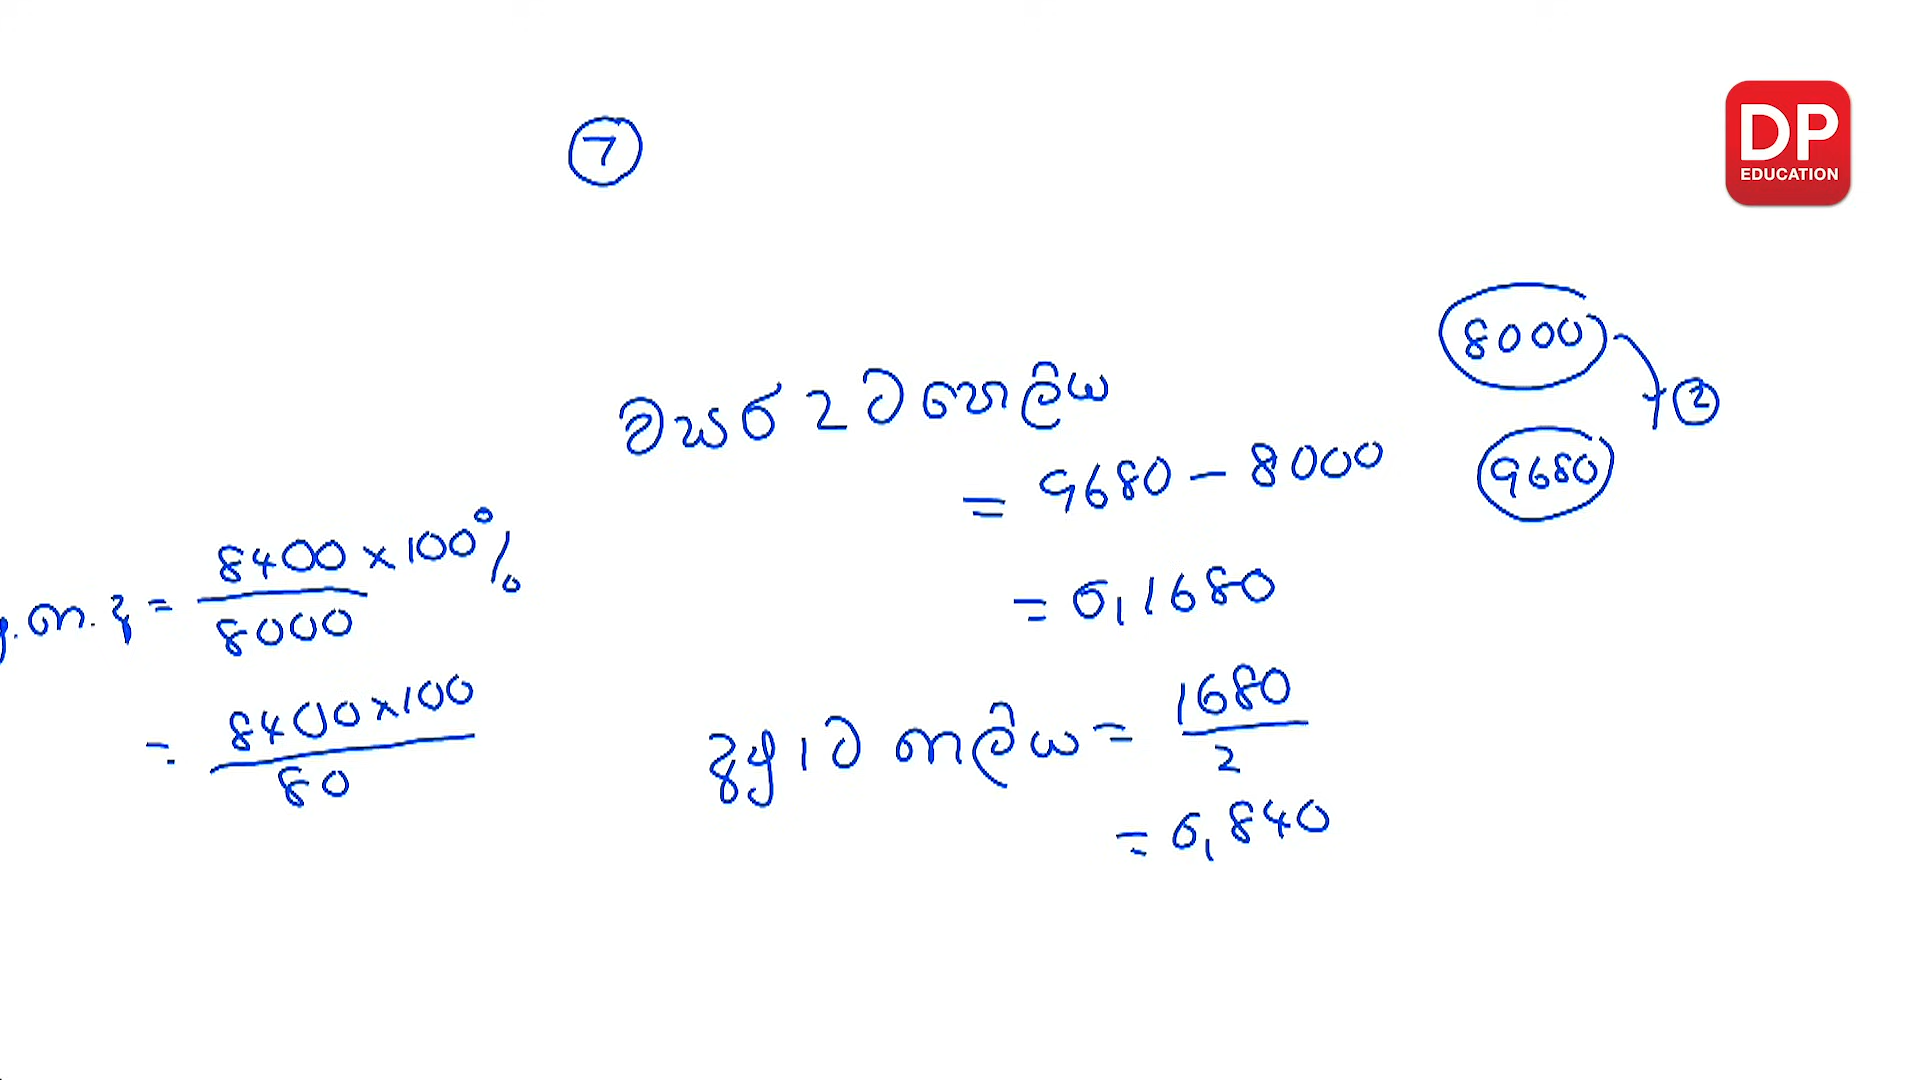 7
DP
EDUCATION
8000
2
9680
වසර 2 ට පොලිය
= 9680 - 8000
= රු 1680
= 8400 × 100%
8000
= 8400 × 100
80
1 ට පොලිය = 1680
2
= රු 840